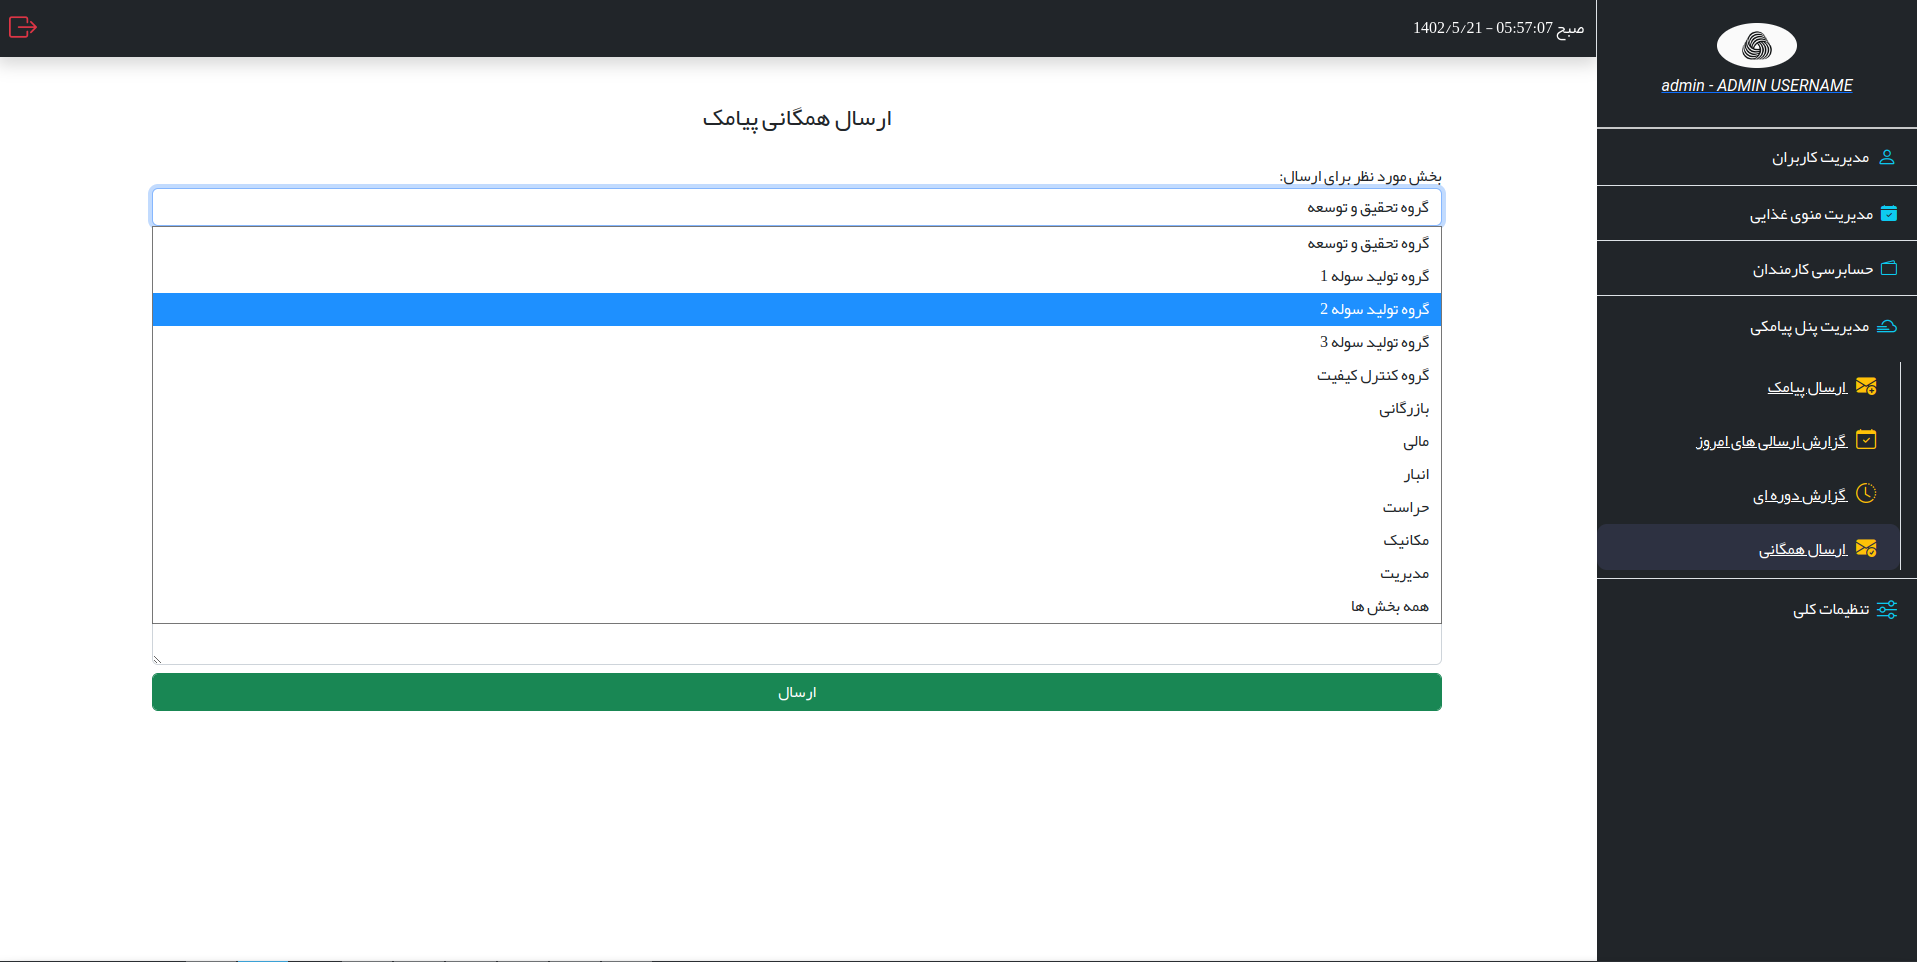 صبح 05:57:07 - 1402/5/21
admin - ADMIN USERNAME
مدیریت کاربران
مدیریت منوی غذایی
حسابرسی کارمندان
مدیریت پنل پیامکی
ارسال پیامک
گزارش ارسالی های امروز
گزارش دوره ای
ارسال همگانی
تنظیمات کلی
ارسال همگانی پیامک
بخش مورد نظر برای ارسال:
گروه تحقیق و توسعه
گروه تحقیق و توسعه
گروه تولید سوله 1
گروه تولید سوله 2
گروه تولید سوله 3
گروه کنترل کیفیت
بازرگانی
مالی
انبار
حراست
مکانیک
مدیریت
همه بخش ها
ارسال